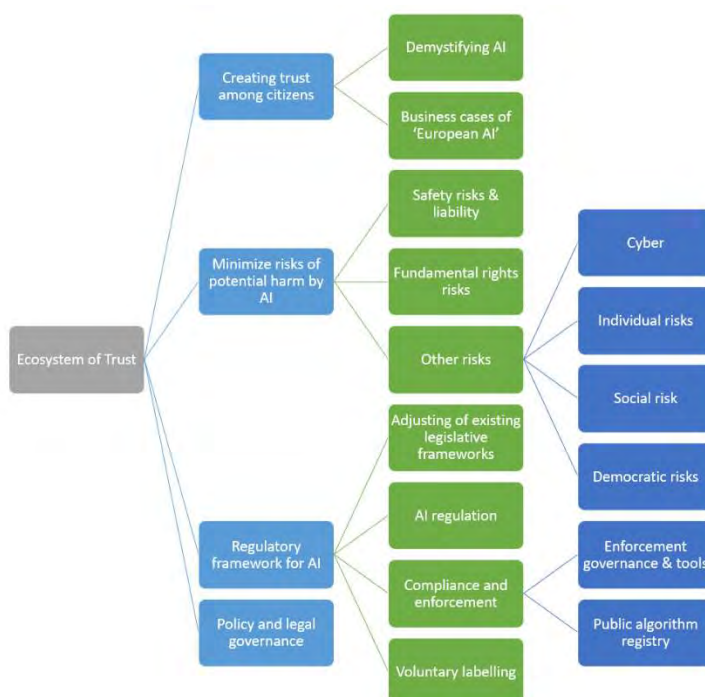 Ecosystem of Trust
Creating trust
among citizens
Demystifying AI
Business cases of
'European AI'
Minimize risks of
potential harm by
AI
Safety risks &
liability
Fundamental rights
risks
Other risks
Cyber
Individual risks
Social risk
Democratic risks
Regulatory
framework for AI
Adjusting of existing
legislative
frameworks
AI regulation
Compliance and
enforcement
Enforcement
governance & tools
Public algorithm
registry
Voluntary labelling
Policy and legal
governance